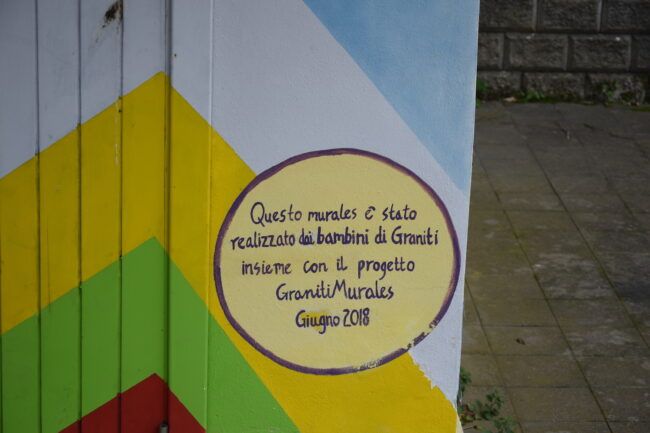 Questo murales è stato
realizzato dai bambini di Graniti
insieme con il progetto
GranitiMurales
Giugno 2018